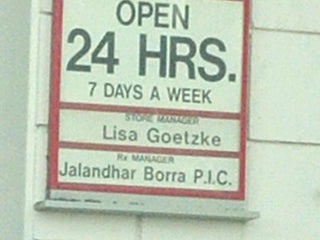 OPEN
24 HRS.
7 DAYS A WEEK
STORE MANAGER
Lisa Goetzke
Rx MANAGER
Jalandhar Borra P.I.C.